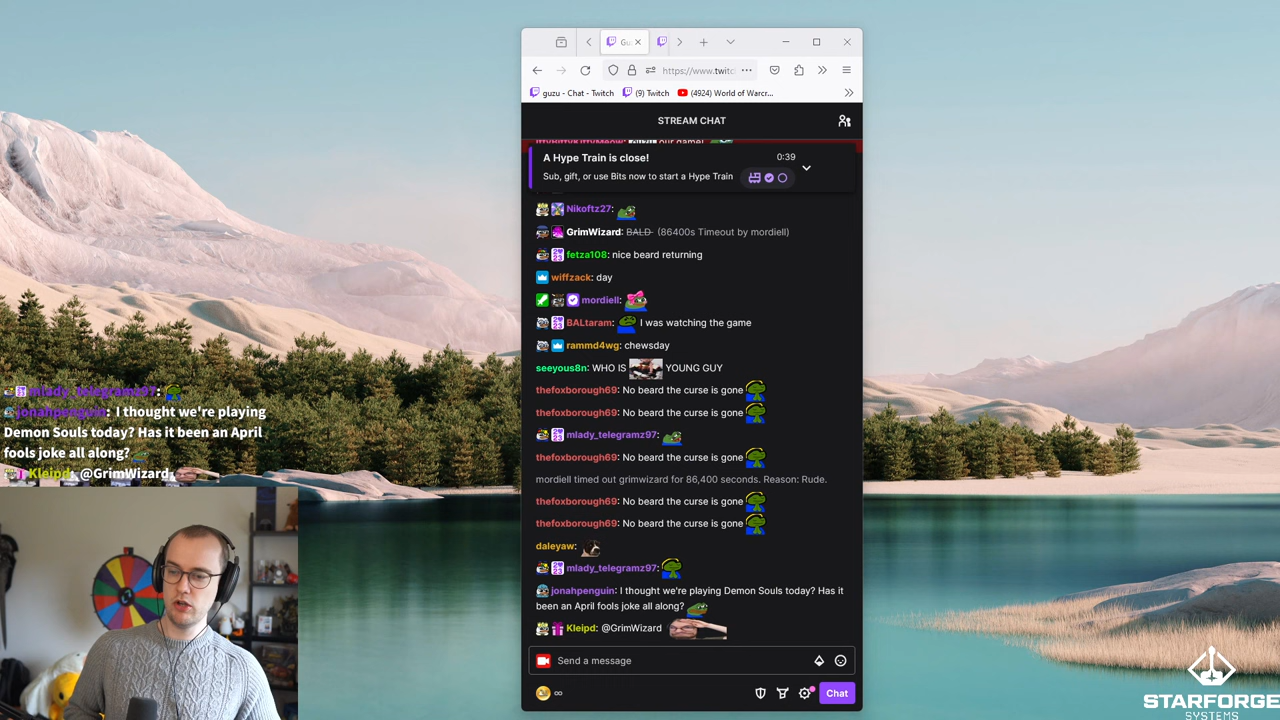 Gu
https://www.twitc
guzu - Chat - Twitch
(9) Twitch
(4924) World of Warcr...
STREAM CHAT
our game!
A Hype Train is close!
0:39
Sub, gift, or use Bits now to start a Hype Train
Nikoftz27:
GrimWizard: BALD (86400s Timeout by mordiell)
fetza108: nice beard returning
wiffzack: day
mordiell:
BALtaram: I was watching the game
rammd4wg: chewsday
seeyous8n: WHO IS YOUNG GUY
thefoxborough69: No beard the curse is gone
thefoxborough69: No beard the curse is gone
mlady_telegramz97:
thefoxborough69: No beard the curse is gone
mordiell timed out grimwizard for 86,400 seconds. Reason: Rude.
thefoxborough69: No beard the curse is gone
thefoxborough69: No beard the curse is gone
daleyaw:
mlady_telegramz97:
jonahpenguin: I thought we're playing Demon Souls today? Has it
been an April fools joke all along?
Kleipd: @GrimWizard
Send a message
∞
Chat
mlady_telegramz97:
jonahpenguin: I thought we're playing
Demon Souls today? Has it been an April
fools joke all along?
Kleipd: @GrimWizard
STARFORGE
SYSTEMS